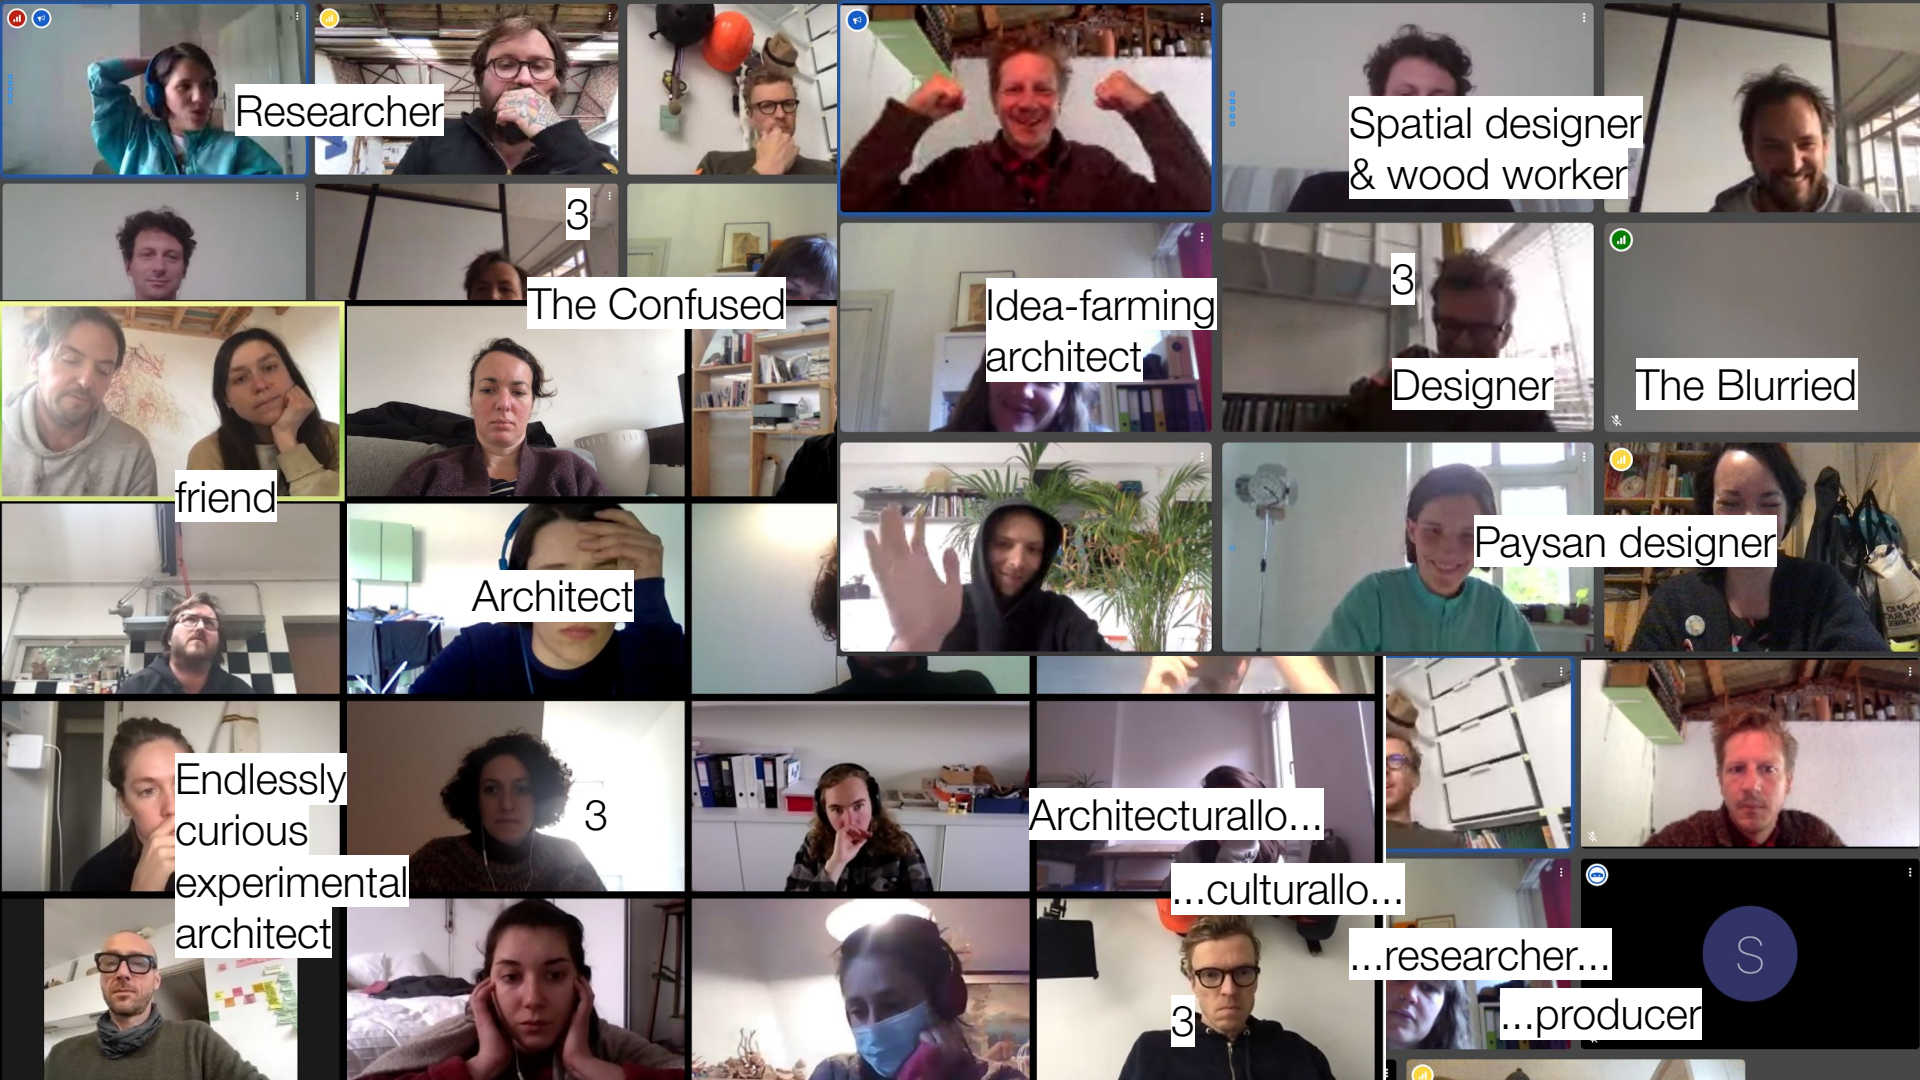 Researcher
Spatial designer
& wood worker
3
The Confused
Idea-farming
architect
3
Designer
The Blurried
friend
Architect
Paysan designer
Endlessly
curious
experimental
architect
3
Architecturallo...
...culturallo...
...researcher...
...producer
3
S